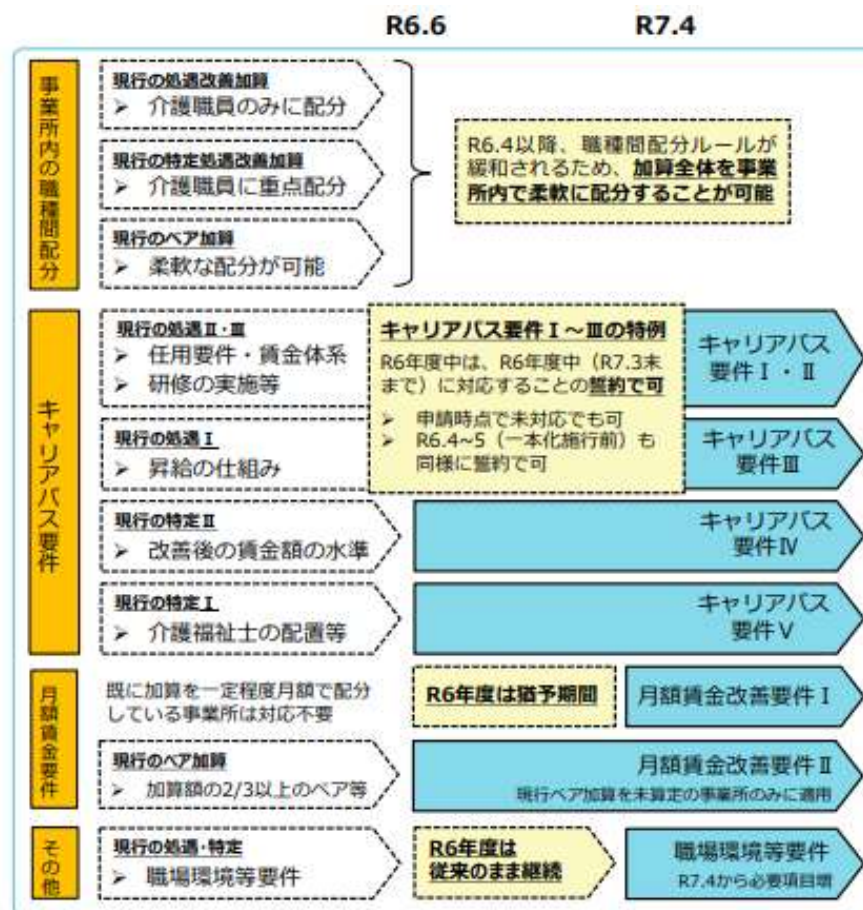 R6.6
R7.4
事業所内の職種間配分
現行の処遇改善加算
➢ 介護職員のみに配分
現行の特定処遇改善加算
➢ 介護職員に重点配分
現行のベア加算
➢ 柔軟な配分が可能
R6.4以降、職種間配分ルールが
緩和されるため、加算全体を事業
所内で柔軟に配分することが可能
キャリアパス要件
現行の処遇Ⅱ・Ⅲ
➢ 任用要件・賃金体系
➢ 研修の実施等
現行の処遇Ⅰ
➢ 昇給の仕組み
キャリアパス要件Ⅰ～Ⅲの特例
R6年度中は、R6年度中（R7.3末
まで）に対応することの誓約で可
➢ 申請時点で未対応でも可
➢ R6.4~5（一本化施行前）も
同様に誓約で可
キャリアパス
要件Ⅰ・Ⅱ
キャリアパス
要件Ⅲ
現行の特定Ⅱ
➢ 改善後の賃金額の水準
キャリアパス
要件Ⅳ
現行の特定Ⅰ
➢ 介護福祉士の配置等
キャリアパス
要件Ⅴ
月額賃金要件
既に加算を一定程度月額で配分
している事業所は対応不要
R6年度は猶予期間
月額賃金改善要件Ⅰ
現行のベア加算
➢ 加算額の2/3以上のベア等
月額賃金改善要件Ⅱ
現行ベア加算を未算定の事業所のみに適用
その他
現行の処遇・特定
➢ 職場環境等要件
R6年度は
従来のまま継続
職場環境等要件
R7.4から必要項目増